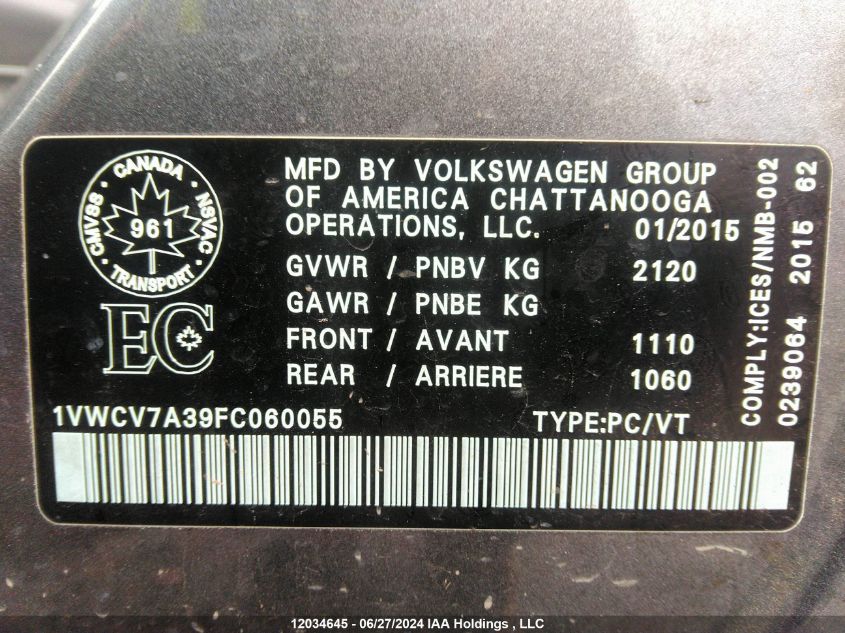 CANADA
CMVSS
NSVAC
961
TRANSPORT
EC
MFD BY VOLKSWAGEN GROUP
OF AMERICA CHATTANOOGA
OPERATIONS, LLC. 01/2015
GVWR / PNBV KG 2120
GAWR / PNBE KG
FRONT / AVANT 1110
REAR / ARRIERE 1060
1VWCV7A39FC060055 TYPE:PC/VT
COMPLY:ICES/NMB-002
0239064 2015 62
12034645 - 06/27/2024 IAA Holdings , LLC